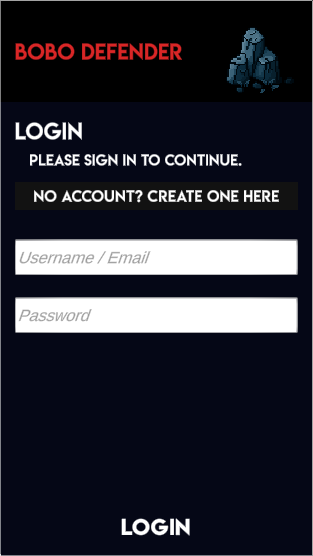 BOBO DEFENDER
LOGIN
PLEASE SIGN IN TO CONTINUE.
NO ACCOUNT? CREATE ONE HERE
Username / Email
Password
LOGIN